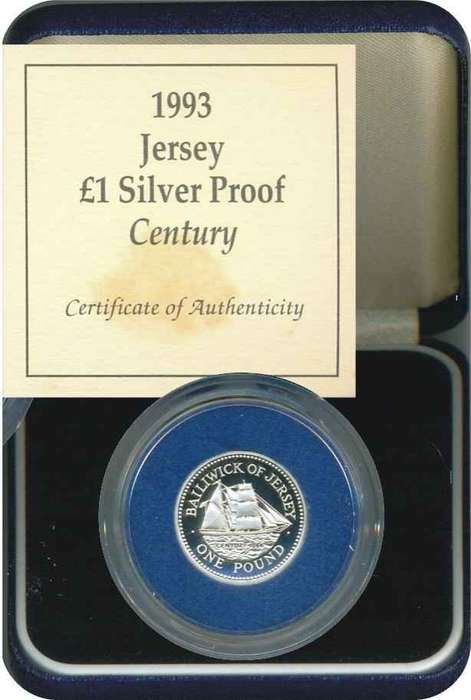 1993
Jersey
£1 Silver Proof
Century
Certificate of Authenticity
BAILIWICK OF JERSEY
ONE POUND